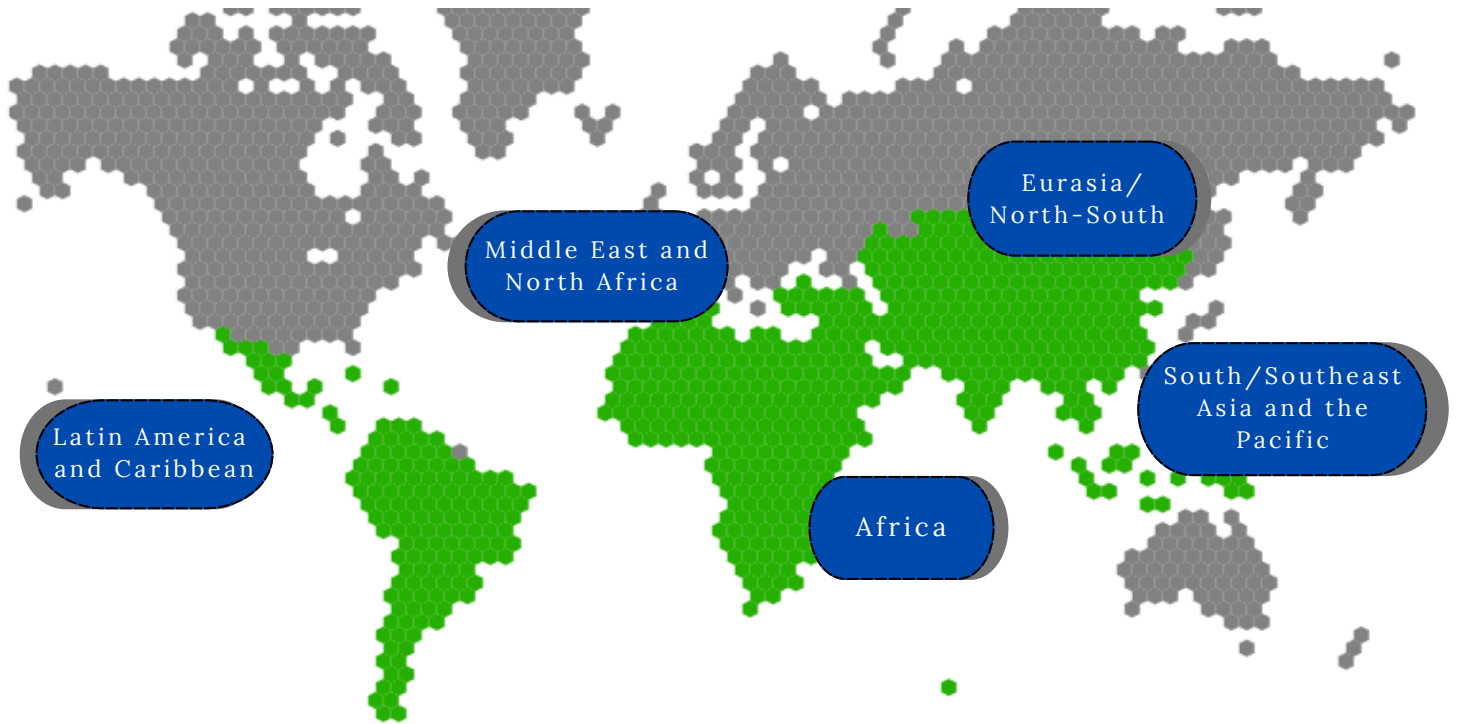 Eurasia/
North-South
Middle East and
North Africa
South/Southeast
Asia and the
Pacific
Latin America
and Caribbean
Africa